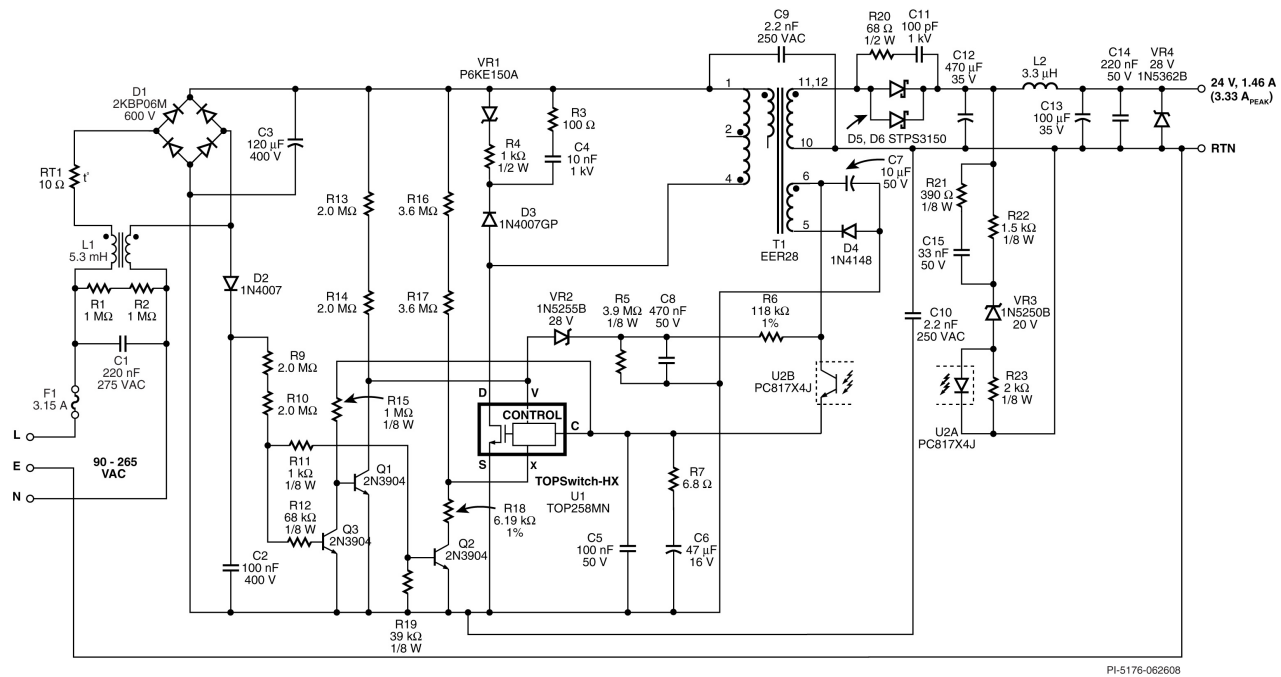 C9
2.2 nF
250 VAC
R20
68 Ω
1/2 W
C11
100 pF
1 kV
C12
470 μF
35 V
L2
3.3 μH
C14
220 nF
50 V
VR4
28 V
1N5362B
VR1
P6KE150A
D1
2KBP06M
600 V
C3
120 μF
400 V
R3
100 Ω
R4
1 kΩ
1/2 W
C4
10 nF
1 kV
1
2
4
11,12
10
6
5
D5, D6 STPS3150
C13
100 μF
35 V
24 V, 1.46 A
(3.33 APEAK)
RTN
RT1
10 Ω
t°
R13
2.0 MΩ
R16
3.6 MΩ
D3
1N4007GP
C7
10 μF
50 V
R21
390 Ω
1/8 W
R22
1.5 kΩ
1/8 W
L1
5.3 mH
T1
EER28
D4
1N4148
C15
33 nF
50 V
R1
1 MΩ
R2
1 MΩ
D2
1N4007
R14
2.0 MΩ
R17
3.6 MΩ
VR2
1N5255B
28 V
R5
3.9 MΩ
1/8 W
C8
470 nF
50 V
R6
118 kΩ
1%
VR3
1N5250B
20 V
C10
2.2 nF
250 VAC
C1
220 nF
275 VAC
R9
2.0 MΩ
U2B
PC817X4J
F1
3.15 A
R10
2.0 MΩ
R15
1 MΩ
1/8 W
D
V
CONTROL
C
S
X
TOPSwitch-HX
U1
TOP258MN
R23
2 kΩ
1/8 W
U2A
PC817X4J
L
E
N
90 - 265
VAC
R11
1 kΩ
1/8 W
Q1
2N3904
R7
6.8 Ω
R12
68 kΩ
1/8 W
R18
6.19 kΩ
1%
Q3
2N3904
Q2
2N3904
C5
100 nF
50 V
C6
47 μF
16 V
C2
100 nF
400 V
R19
39 kΩ
1/8 W
PI-5176-062608